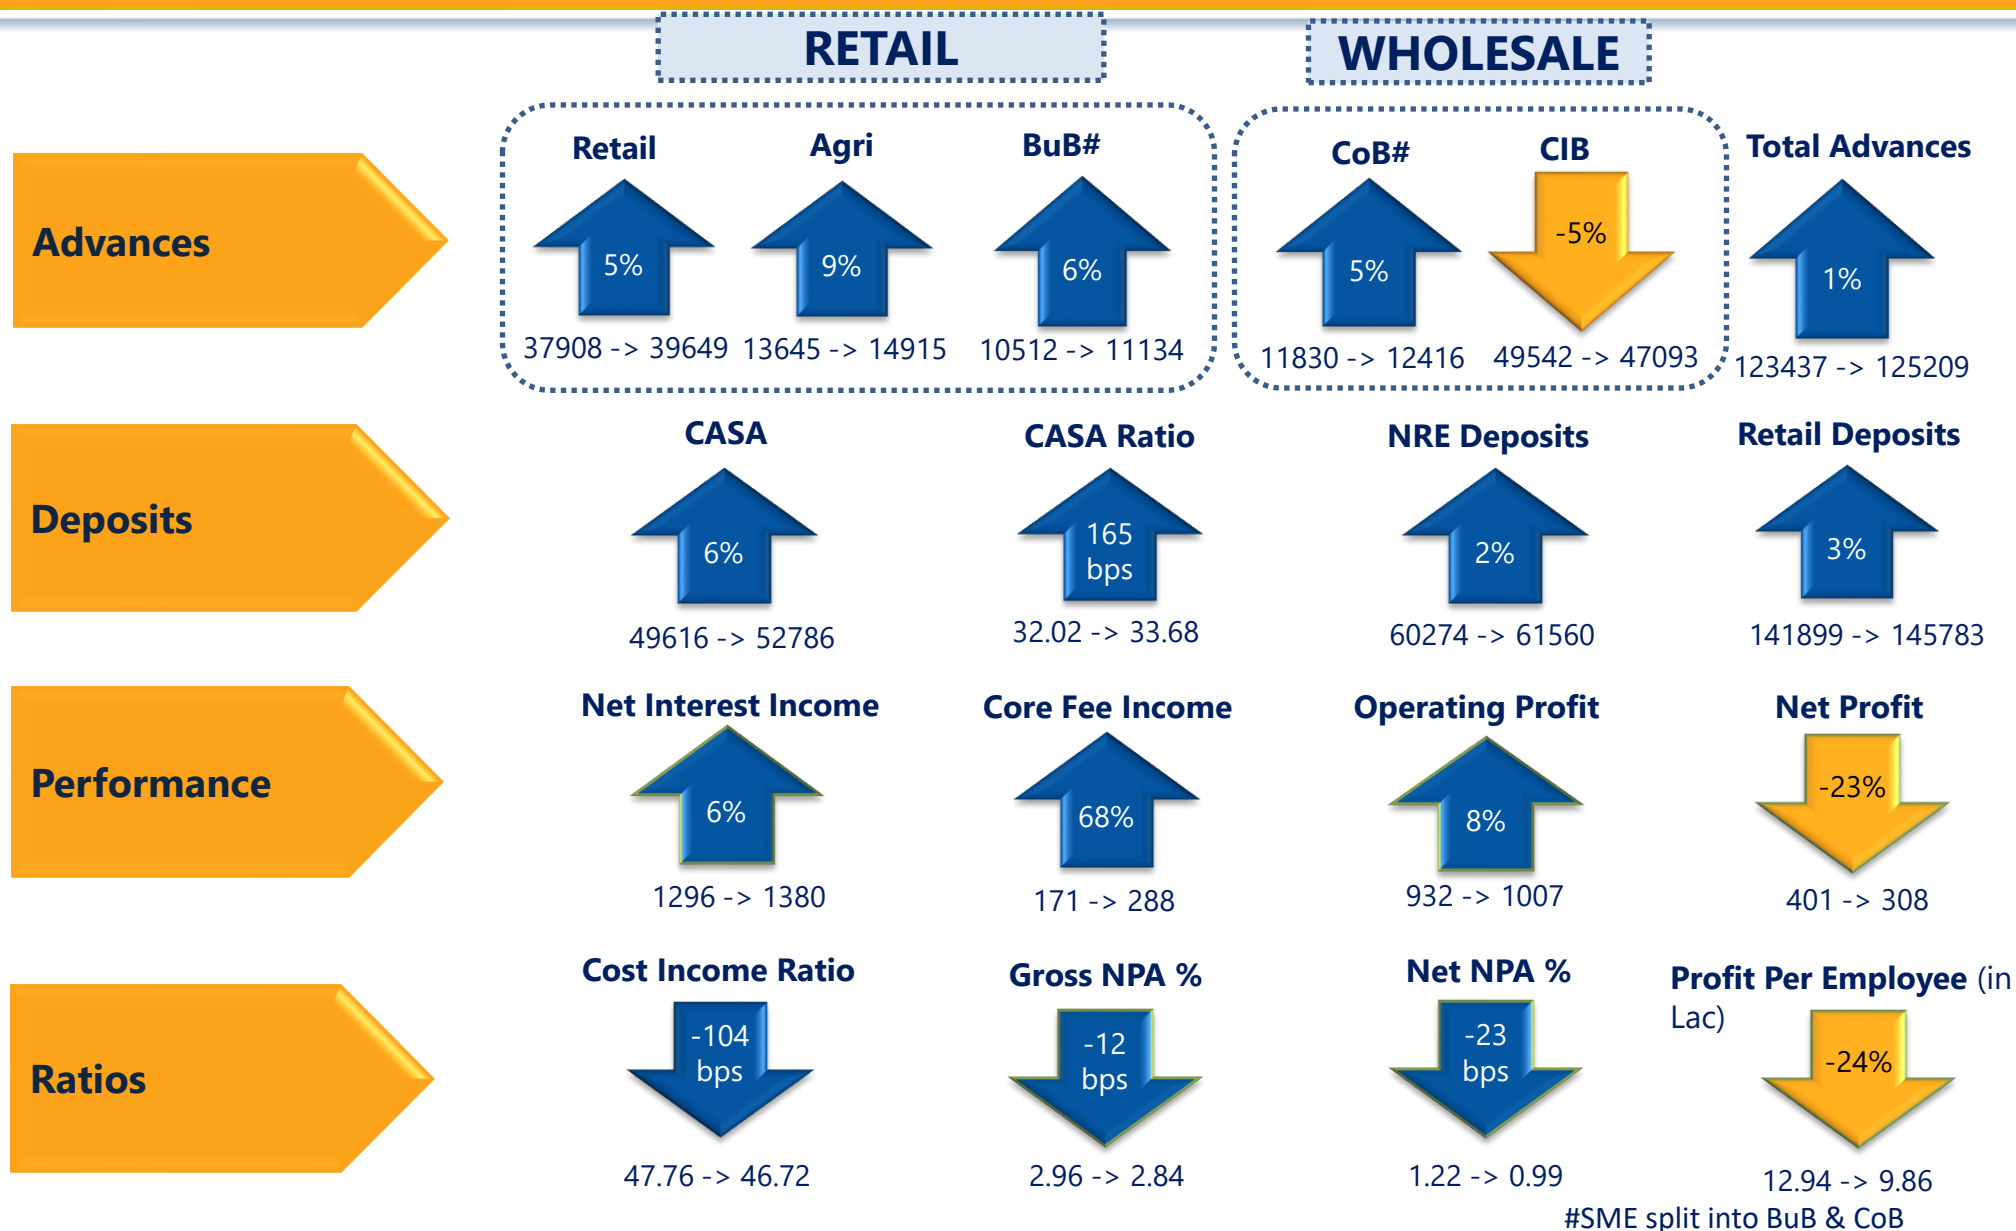 RETAIL
WHOLESALE
Advances
Retail
Agri
BuB#
CoB#
CIB
Total Advances
5%
9%
6%
5%
-5%
1%
37908 -> 39649
13645 -> 14915
10512 -> 11134
11830 -> 12416
49542 -> 47093
123437 -> 125209
Deposits
CASA
CASA Ratio
NRE Deposits
Retail Deposits
6%
165
bps
2%
3%
49616 -> 52786
32.02 -> 33.68
60274 -> 61560
141899 -> 145783
Performance
Net Interest Income
Core Fee Income
Operating Profit
Net Profit
6%
68%
8%
-23%
1296 -> 1380
171 -> 288
932 -> 1007
401 -> 308
Ratios
Cost Income Ratio
Gross NPA %
Net NPA %
Profit Per Employee (in
Lac)
-104
bps
-12
bps
-23
bps
-24%
47.76 -> 46.72
2.96 -> 2.84
1.22 -> 0.99
12.94 -> 9.86
#SME split into BuB & CoB